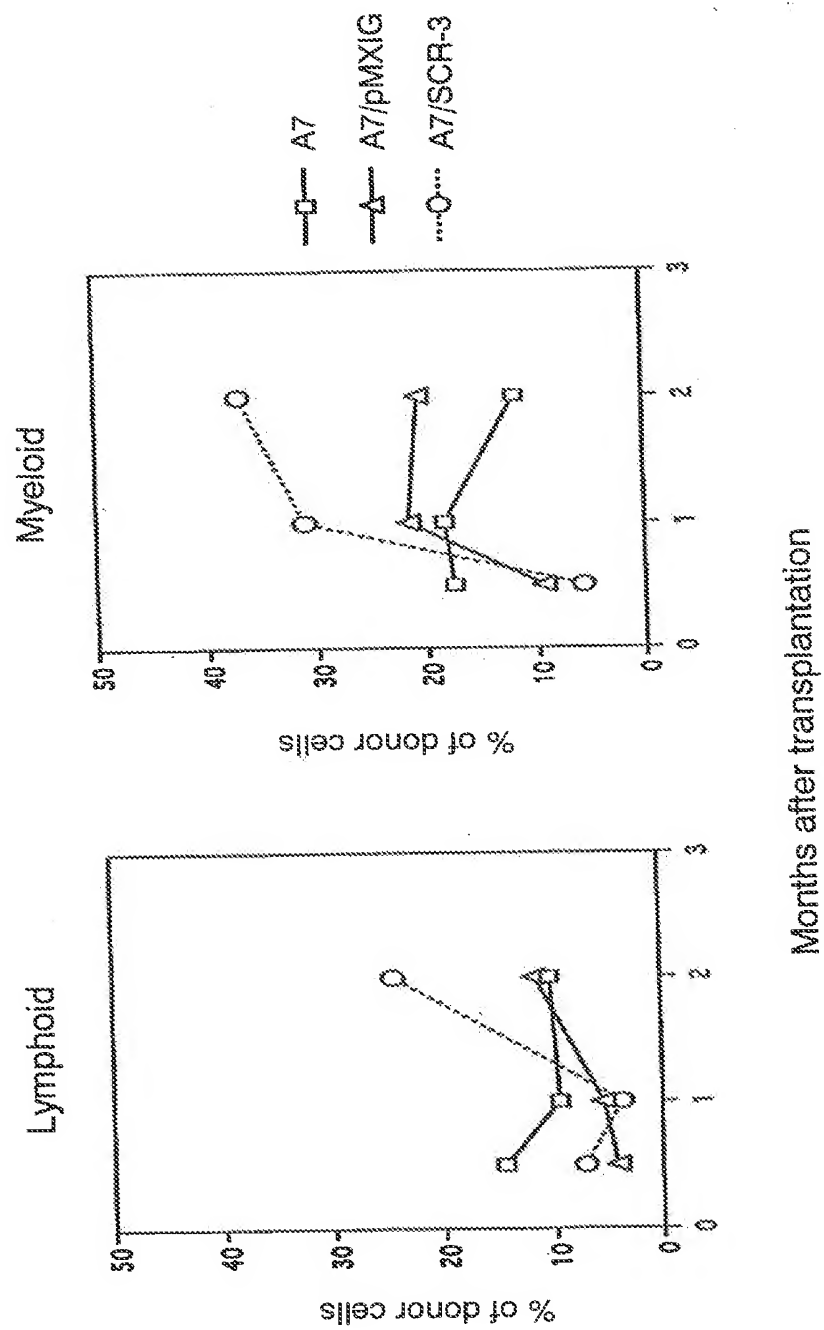 Lymphoid
% of donor cells
50
40
30
20
10
0
0
1
2
3
Myeloid
% of donor cells
50
40
30
20
10
0
0
1
2
3
A7
A7/pMXIG
A7/SCR-3
Months after transplantation